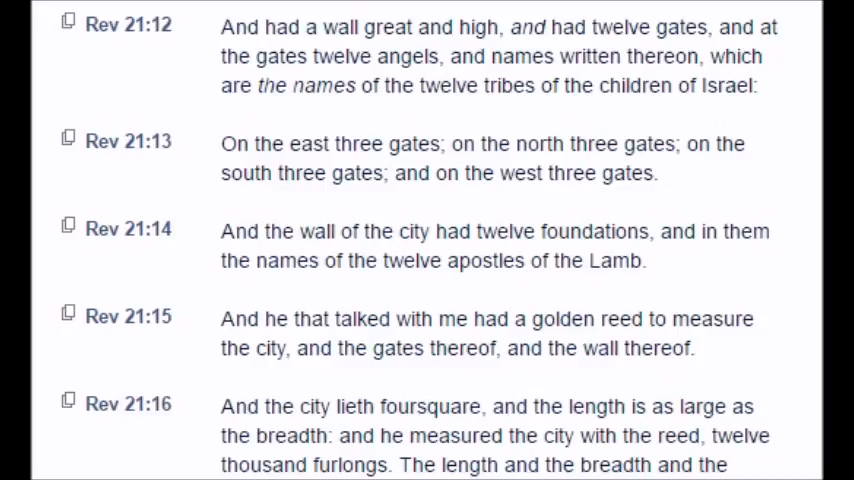 Rev 21:12 And had a wall great and high, and had twelve gates, and at
the gates twelve angels, and names written thereon, which
are the names of the twelve tribes of the children of Israel:
Rev 21:13 On the east three gates; on the north three gates; on the
south three gates; and on the west three gates.
Rev 21:14 And the wall of the city had twelve foundations, and in them
the names of the twelve apostles of the Lamb.
Rev 21:15 And he that talked with me had a golden reed to measure
the city, and the gates thereof, and the wall thereof.
Rev 21:16 And the city lieth foursquare, and the length is as large as
the breadth: and he measured the city with the reed, twelve
thousand furlongs. The length and the breadth and the